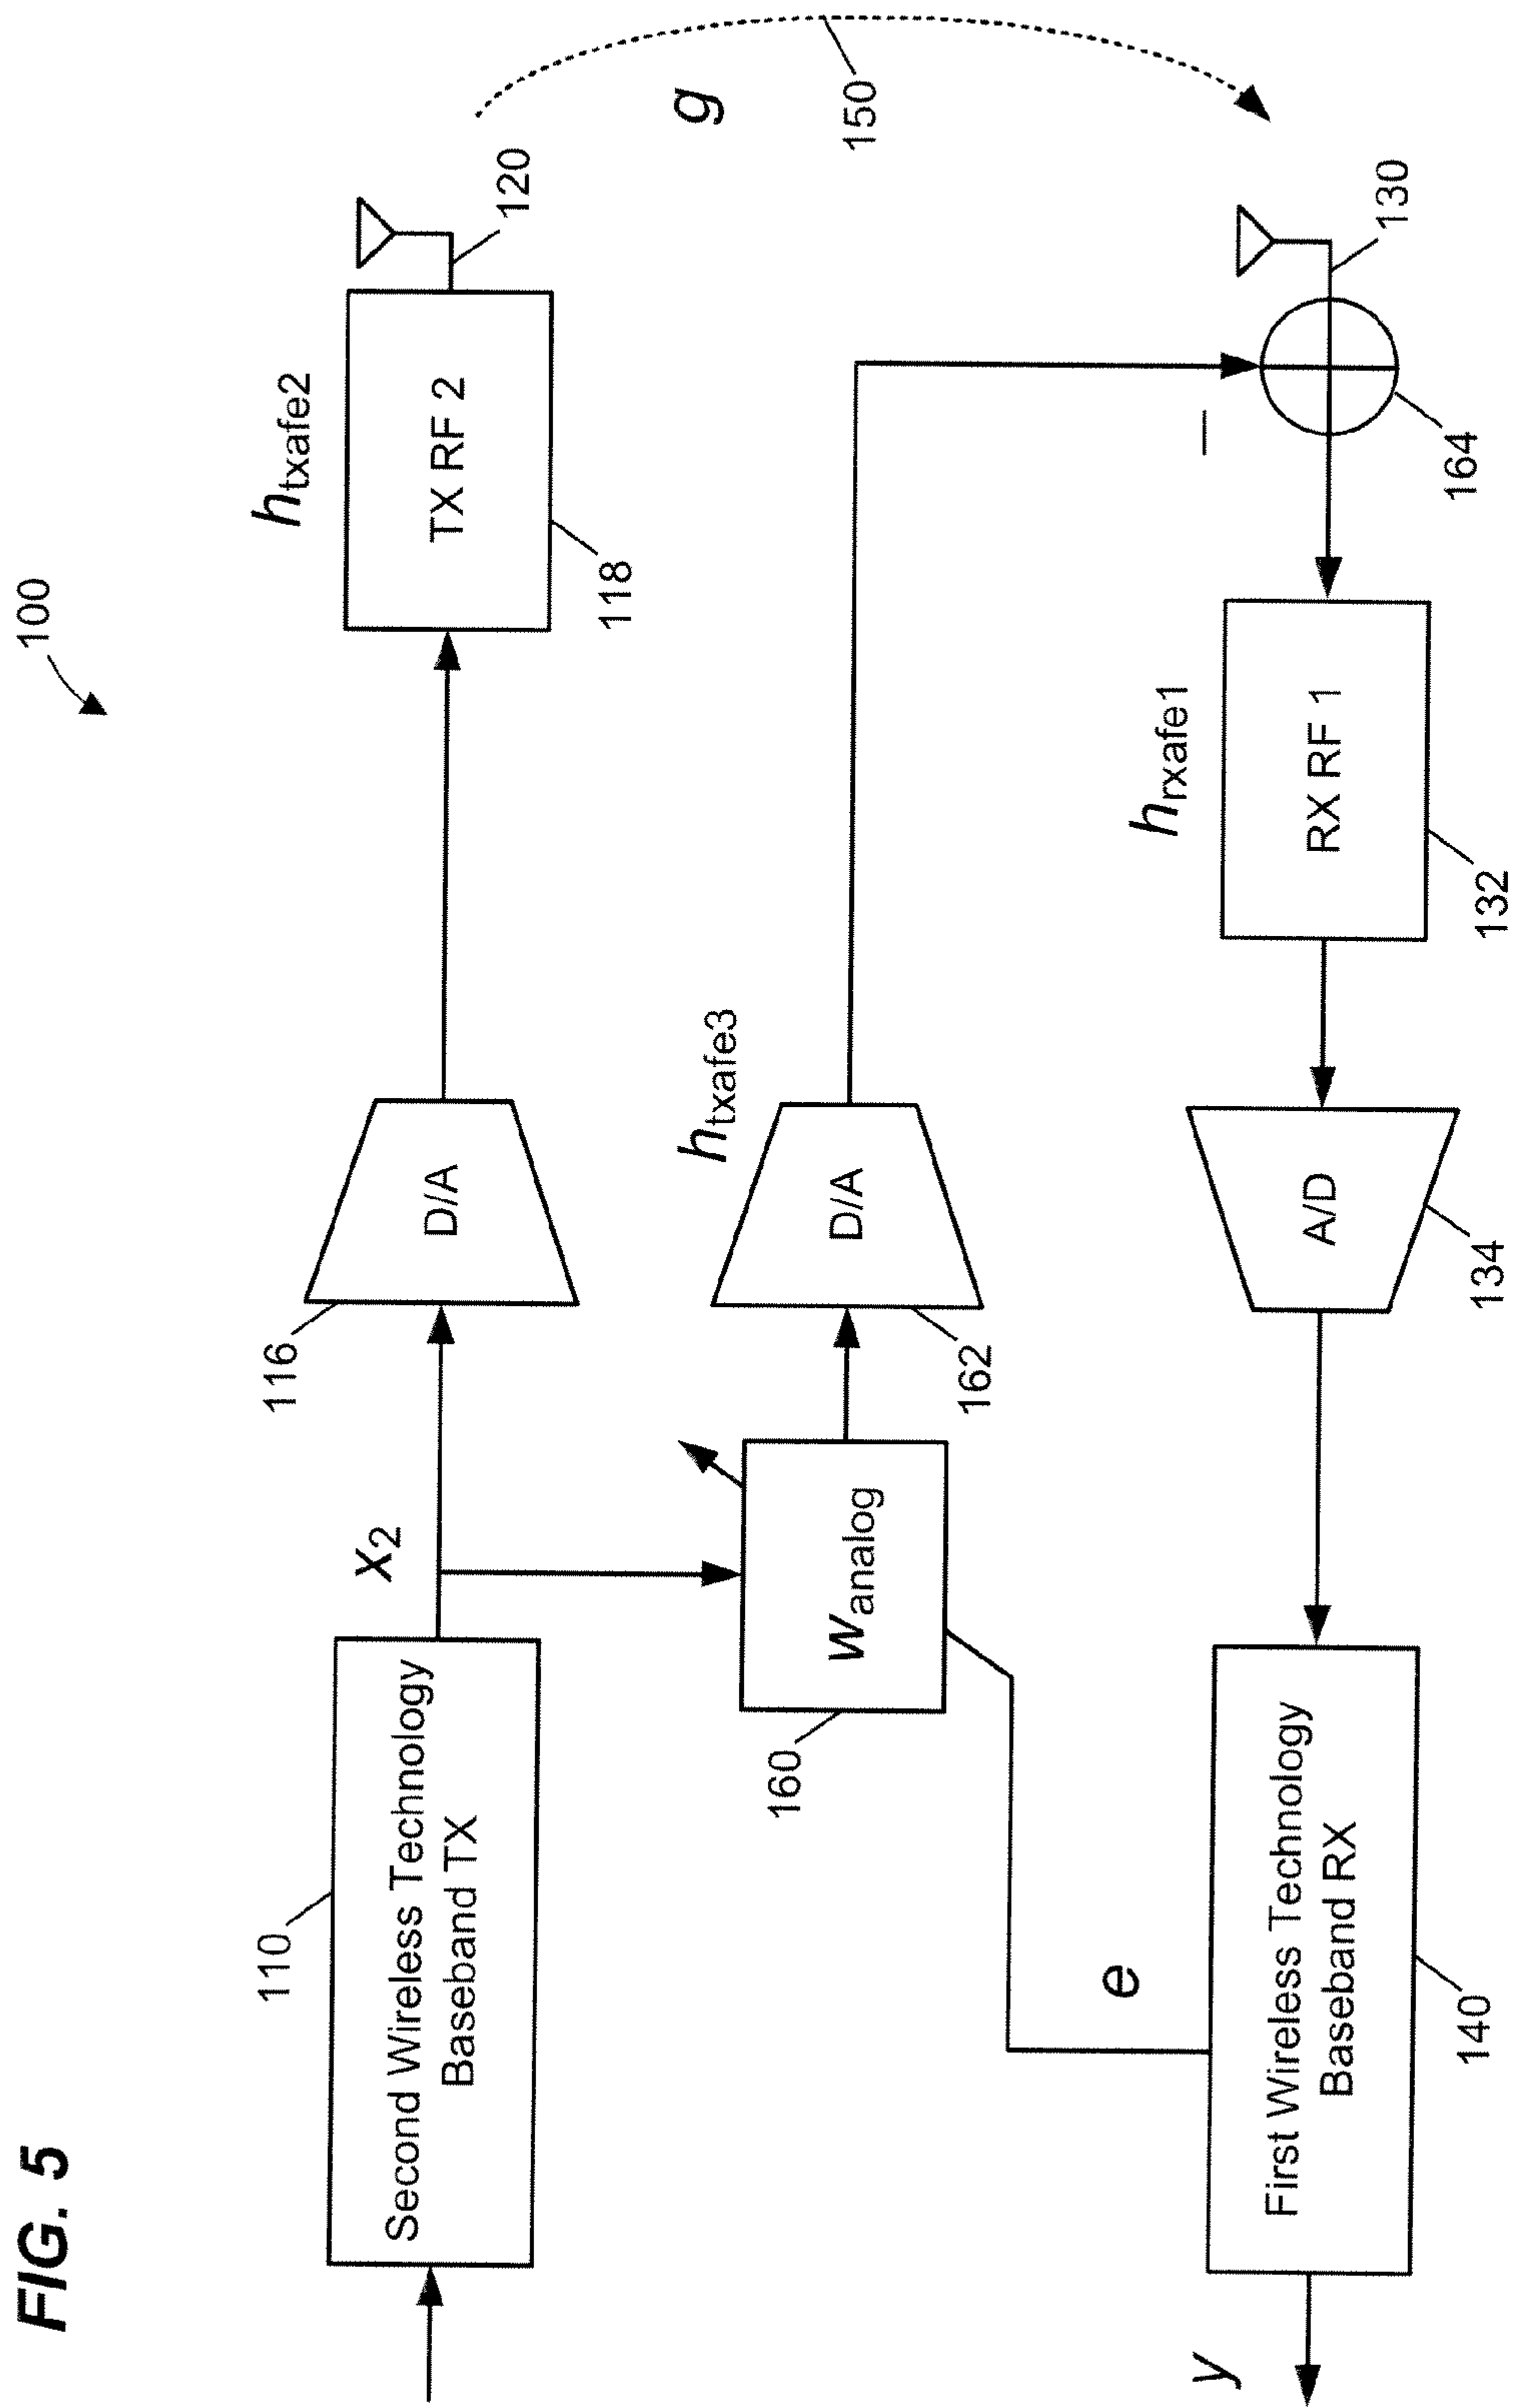 FIG. 5
100
110
Second Wireless Technology
Baseband TX
x2
116
D/A
htxafe2
TX RF 2
118
120
g
150
160
Wanalog
162
D/A
htxafe3
e
130
164
hrxafe1
RX RF 1
132
A/D
134
First Wireless Technology
Baseband RX
140
y
–